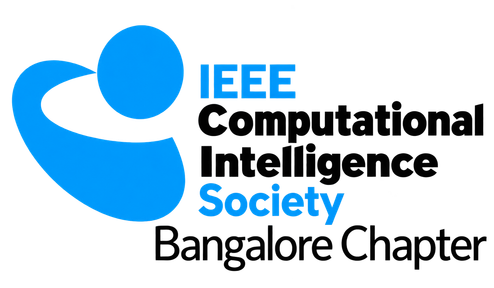 IEEE
Computational
Intelligence
Society
Bangalore Chapter